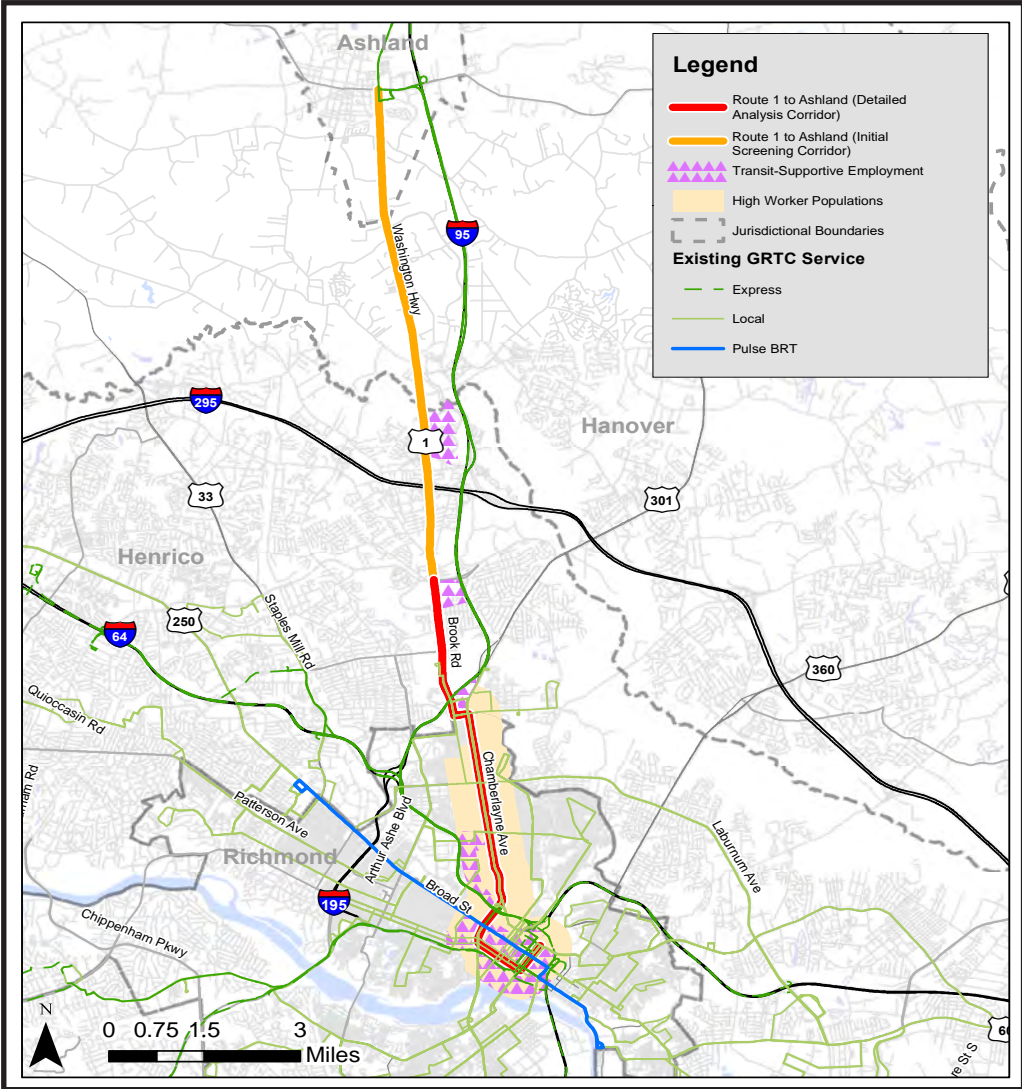 Ashland
Legend
Route 1 to Ashland (Detailed
Analysis Corridor)
Route 1 to Ashland (Initial
Screening Corridor)
Transit-Supportive Employment
High Worker Populations
Jurisdictional Boundaries
Existing GRTC Service
Express
Local
Pulse BRT
95
Washington Hwy
295
1
Hanover
33
301
Henrico
250
Staples Mill Rd
64
Brook Rd
360
Quioccasin Rd
Chamberlayne Ave
Patterson Ave
Arthur Ashe Blvd
Laburnum Ave
Richmond
Broad St
195
Chippenham Pkwy
N
0 0.75 1.5 3
Miles